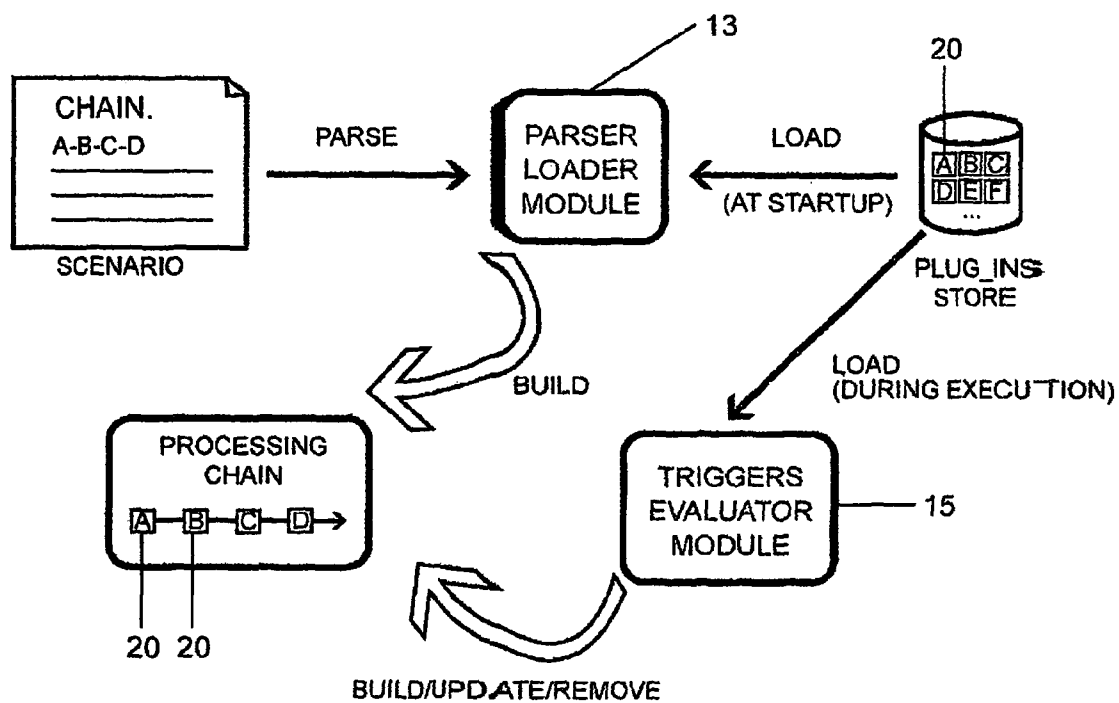 13
20
CHAIN.
A-B-C-D
PARSE
PARSER
LOADER
MODULE
LOAD
(AT STARTUP)
A B C
D E F
...
SCENARIO
PLUG_INS
STORE
BUILD
LOAD
(DURING EXECUTION)
PROCESSING
CHAIN
A B C D
TRIGGERS
EVALUATOR
MODULE
15
20 20
BUILD/UPDATE/REMOVE